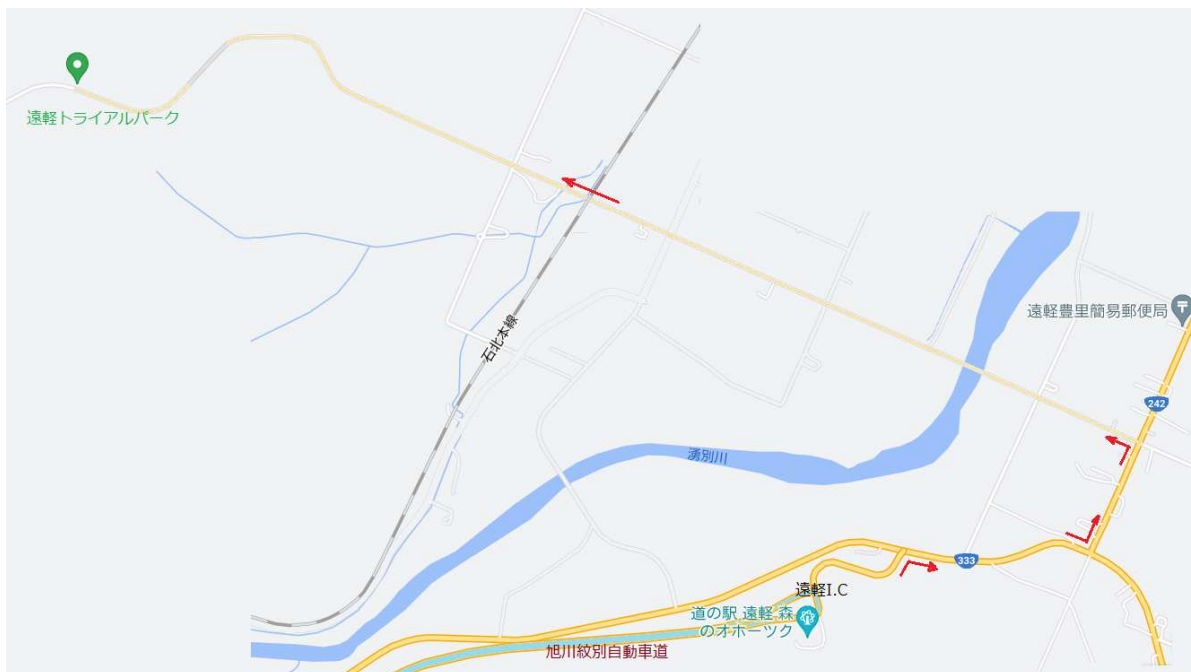 遠軽トライアルパーク
遠軽豊里簡易郵便局
〒
石北本線
242
湧別川
333
遠軽I.C
道の駅 遠軽 森
のオホーツク
旭川紋別自動車道